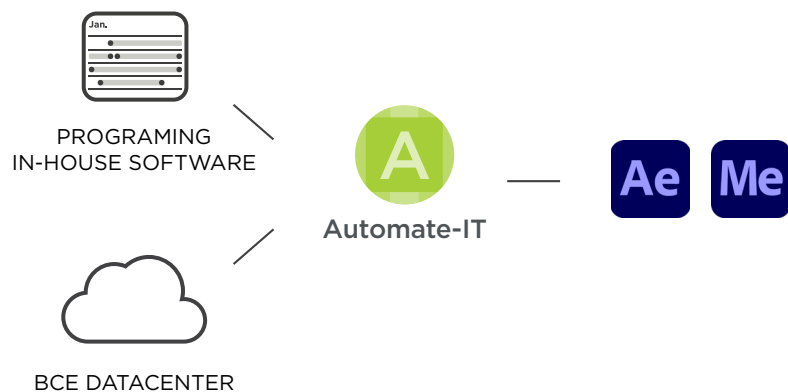 Jan.
PROGRAMING
IN-HOUSE SOFTWARE
A
Automate-IT
Ae Me
BCE DATACENTER